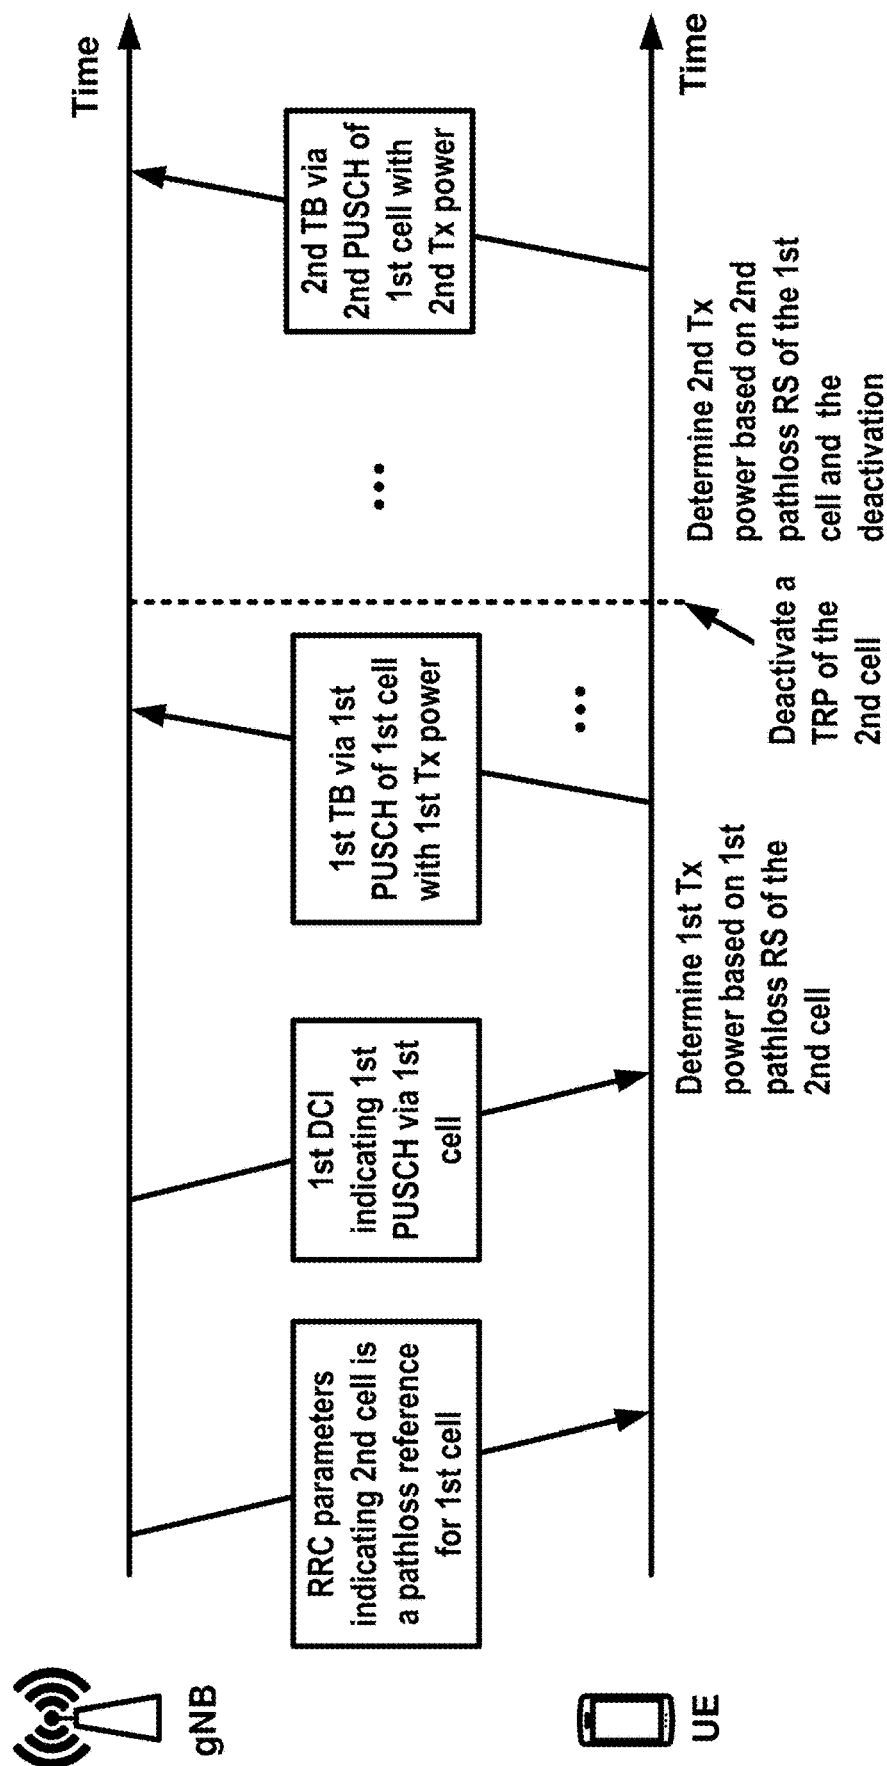 gNB
UE
RRC parameters
indicating 2nd cell is
a pathloss reference
for 1st cell
1st DCI
indicating 1st
PUSCH via 1st
cell
Determine 1st Tx
power based on 1st
pathloss RS of the
2nd cell
1st TB via 1st
PUSCH of 1st cell
with 1st Tx power
...
Deactivate a
TRP of the
2nd cell
...
Determine 2nd Tx
power based on 2nd
pathloss RS of the 1st
cell and the
deactivation
2nd TB via
2nd PUSCH of
1st cell with
2nd Tx power
Time
Time